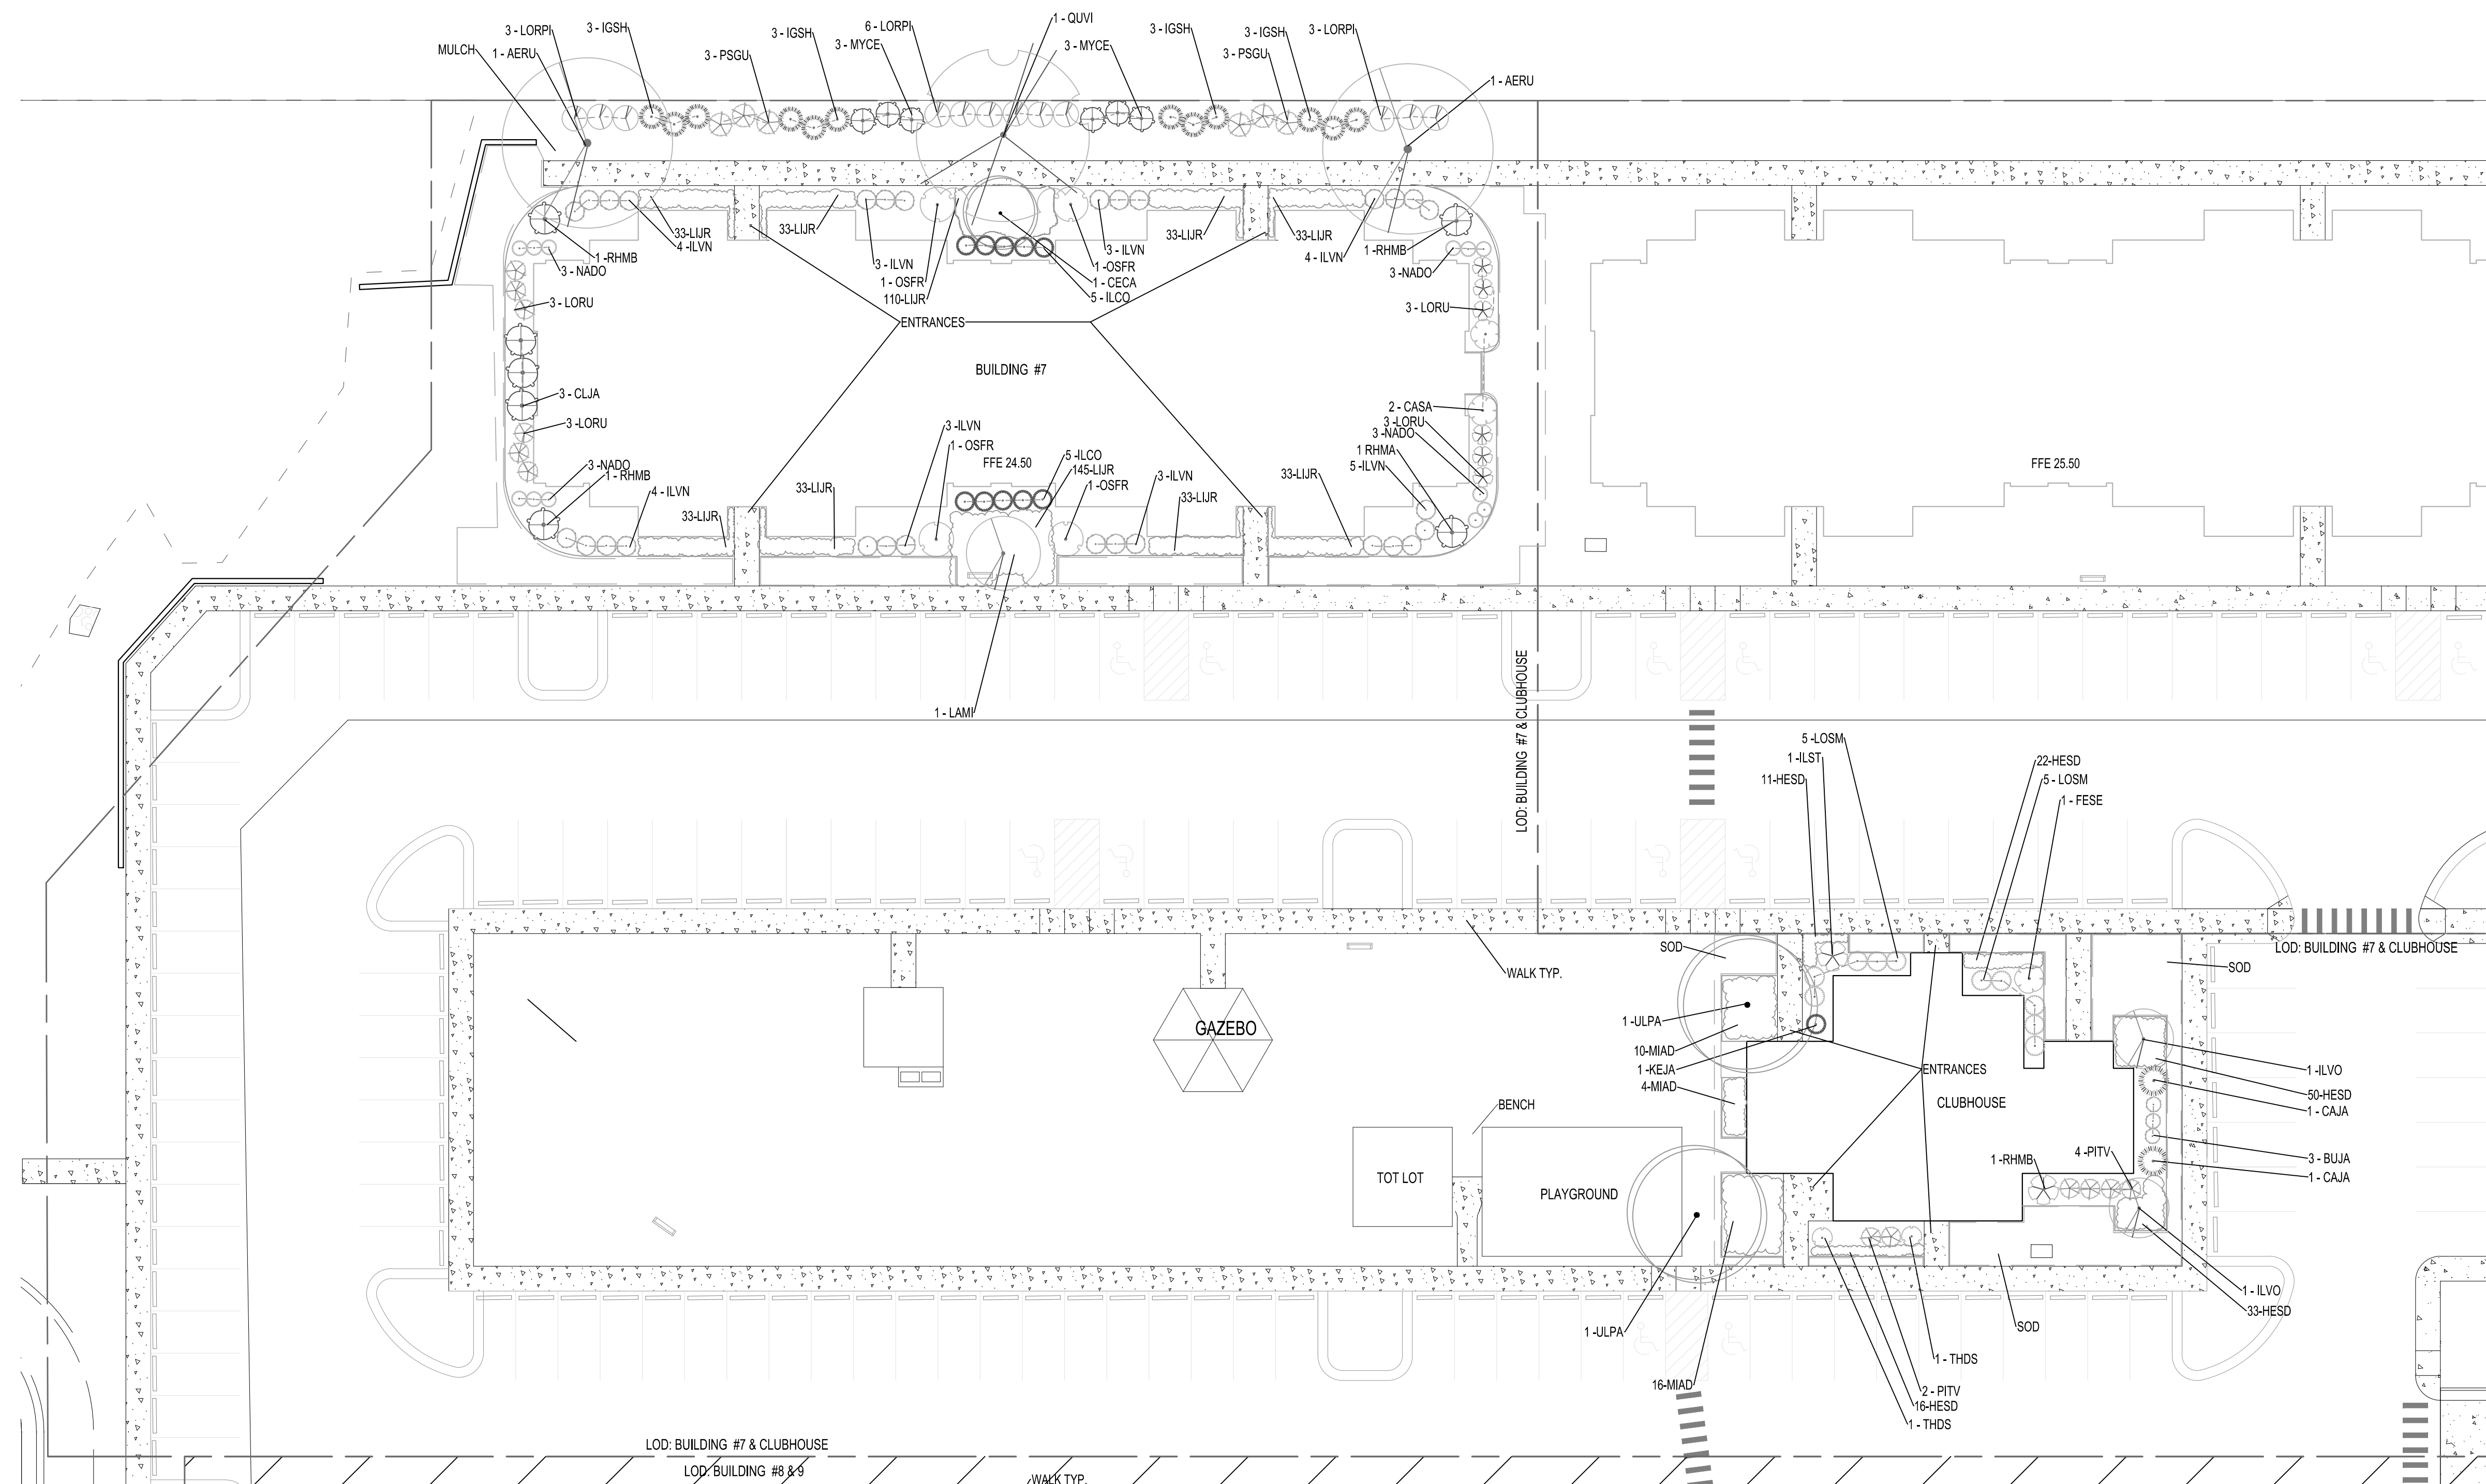 3 - LORPI
3 - IGSH
6 - LORPI
1 - QUVI
3 - IGSH
3 - IGSH
3 - LORPI
MULCH
1 - AERU
3 - PSGU
3 - IGSH
3 - MYCE
3 - MYCE
3 - PSGU
1 - AERU
33-LIJR
4 -ILVN
33-LIJR
33-LIJR
33-LIJR
1 -RHMB
3 - NADO
3 - ILVN
1 - OSFR
110-LIJR
3 - ILVN
1 -OSFR
1 - CECA
5 - ILCO
4 - ILVN
1 -RHMB
3 -NADO
3 - LORU
3 - LORU
ENTRANCES
BUILDING #7
3 - CLJA
2 - CASA
3 -LORU
3 -LORU
3 -NADO
1 RHMA
5 -ILVN
3 -ILVN
1 - OSFR
FFE 24.50
5 -ILCO
145-LIJR
1 -OSFR
3 -ILVN
33-LIJR
33-LIJR
FFE 25.50
3 -NADO
1 - RHMB
4 - ILVN
33-LIJR
33-LIJR
1 - LAMI
LOD: BUILDING #7 & CLUBHOUSE
5 -LOSM
1 -ILST
11-HESD
22-HESD
5 - LOSM
1 - FESE
SOD
WALK TYP.
LOD: BUILDING #7 & CLUBHOUSE
SOD
GAZEBO
1 -ULPA
10-MIAD
1 -KEJA
4-MIAD
ENTRANCES
CLUBHOUSE
1 -ILVO
50-HESD
1 - CAJA
BENCH
TOT LOT
PLAYGROUND
1 -RHMB
4 -PITV
3 - BUJA
1 - CAJA
1 - ILVO
33-HESD
1 -ULPA
SOD
1 - THDS
16-MIAD
2 - PITV
16-HESD
1 - THDS
LOD: BUILDING #7 & CLUBHOUSE
LOD: BUILDING #8 & 9
WALK TYP.